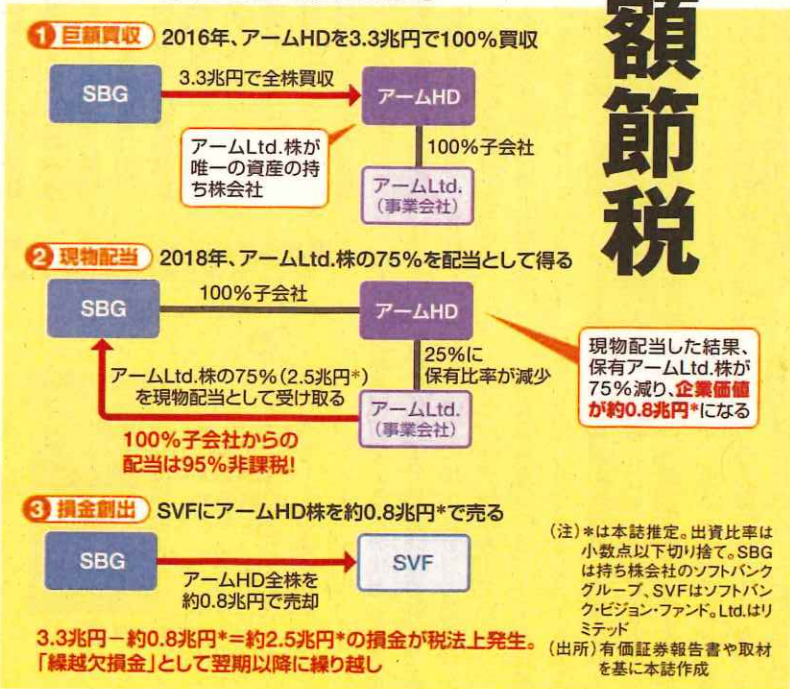 額節税
1 巨額買収 2016年、アームHDを3.3兆円で100%買収
SBG
3.3兆円で全株買収
アームHD
アームLtd.株が
唯一の資産の持
ち株会社
100%子会社
アームLtd.
(事業会社)
2 現物配当 2018年、アームLtd.株の75%を配当として得る
SBG
100%子会社
アームHD
アームLtd.株の75%(2.5兆円*)
を現物配当として受け取る
25%に
保有比率が減少
アームLtd.
(事業会社)
100%子会社からの
配当は95%非課税!
現物配当した結果、
保有アームLtd.株が
75%減り、企業価値
が約0.8兆円*になる
3 損金創出 SVFにアームHD株を約0.8兆円*で売る
SBG
アームHD全株を
約0.8兆円で売却
SVF
3.3兆円-約0.8兆円*=約2.5兆円*の損金が税法上発生。
「繰越欠損金」として翌期以降に繰り越し
(注)*は本誌推定。出資比率は
小数点以下切り捨て。SBG
は持ち株会社のソフトバンク
グループ、SVFはソフトバン
ク・ビジョン・ファンド。Ltd.はリ
ミテッド
(出所)有価証券報告書や取材
を基に本誌作成